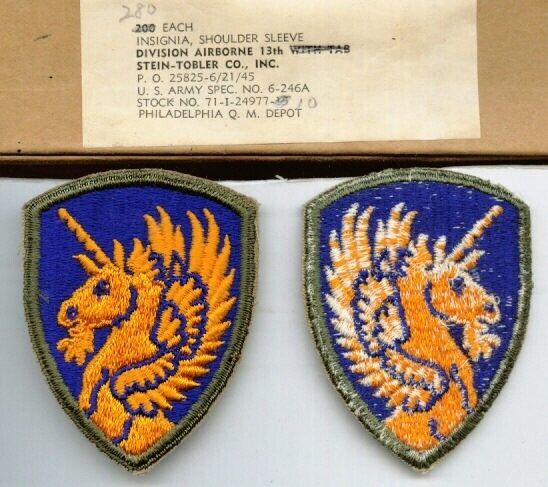 280
200 EACH
INSIGNIA, SHOULDER SLEEVE
DIVISION AIRBORNE 13th WITH TAB
STEIN-TOBLER CO., INC.
P. O. 25825-6/21/45
U. S. ARMY SPEC. NO. 6-246A
STOCK NO. 71-I-24977- 10
PHILADELPHIA Q. M. DEPOT